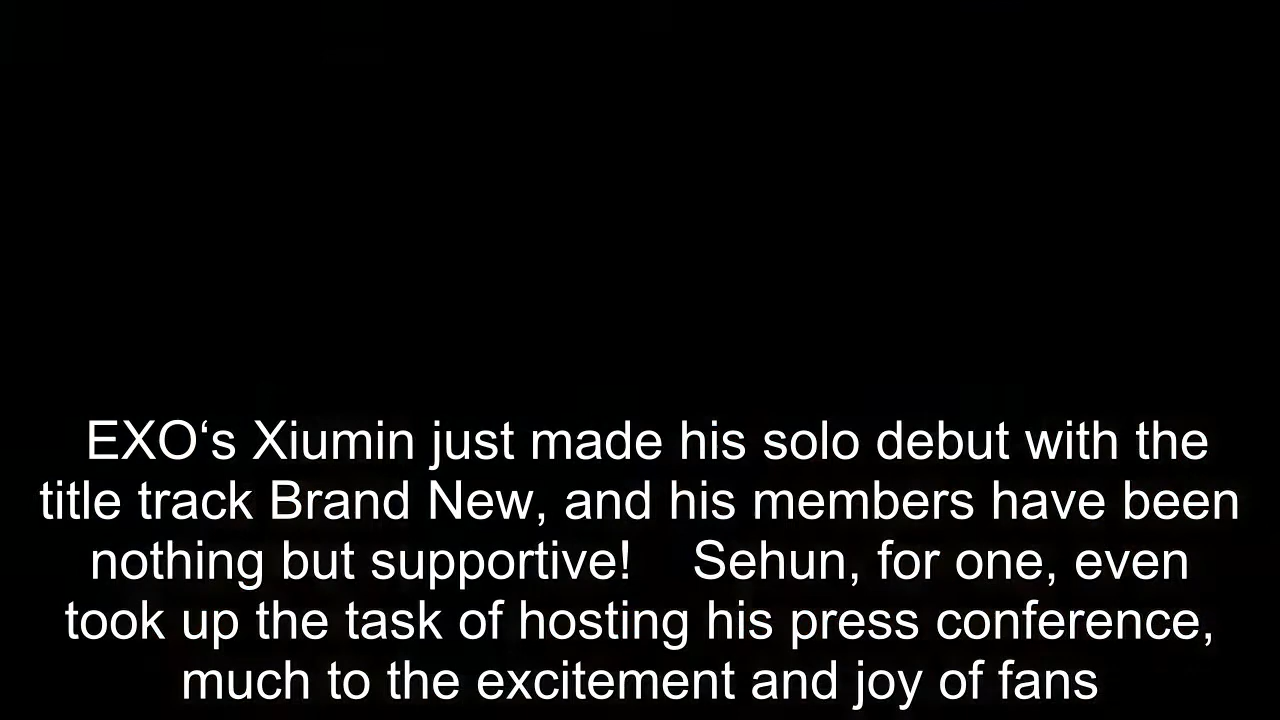 EXO‘s Xiumin just made his solo debut with the
title track Brand New, and his members have been
nothing but supportive!    Sehun, for one, even
took up the task of hosting his press conference,
much to the excitement and joy of fans